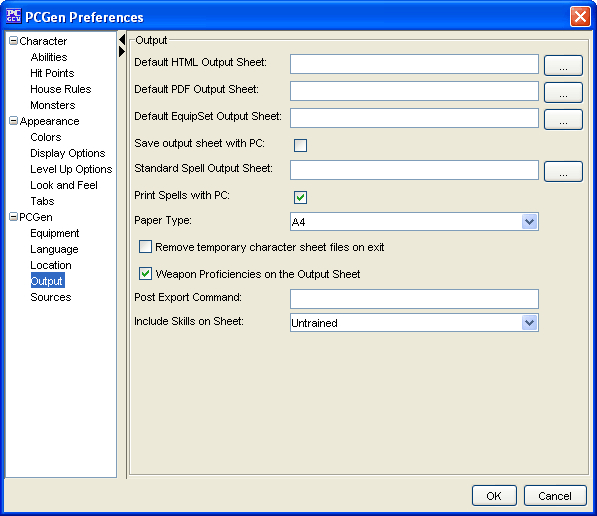 PCGen Preferences
Character
Abilities
Hit Points
House Rules
Monsters
Appearance
Colors
Display Options
Level Up Options
Look and Feel
Tabs
PCGen
Equipment
Language
Location
Output
Sources
Output
Default HTML Output Sheet:
...
Default PDF Output Sheet:
...
Default EquipSet Output Sheet:
...
Save output sheet with PC:
Standard Spell Output Sheet:
...
Print Spells with PC:
Paper Type:
A4
Remove temporary character sheet files on exit
Weapon Proficiencies on the Output Sheet
Post Export Command:
Include Skills on Sheet:
Untrained
OK
Cancel